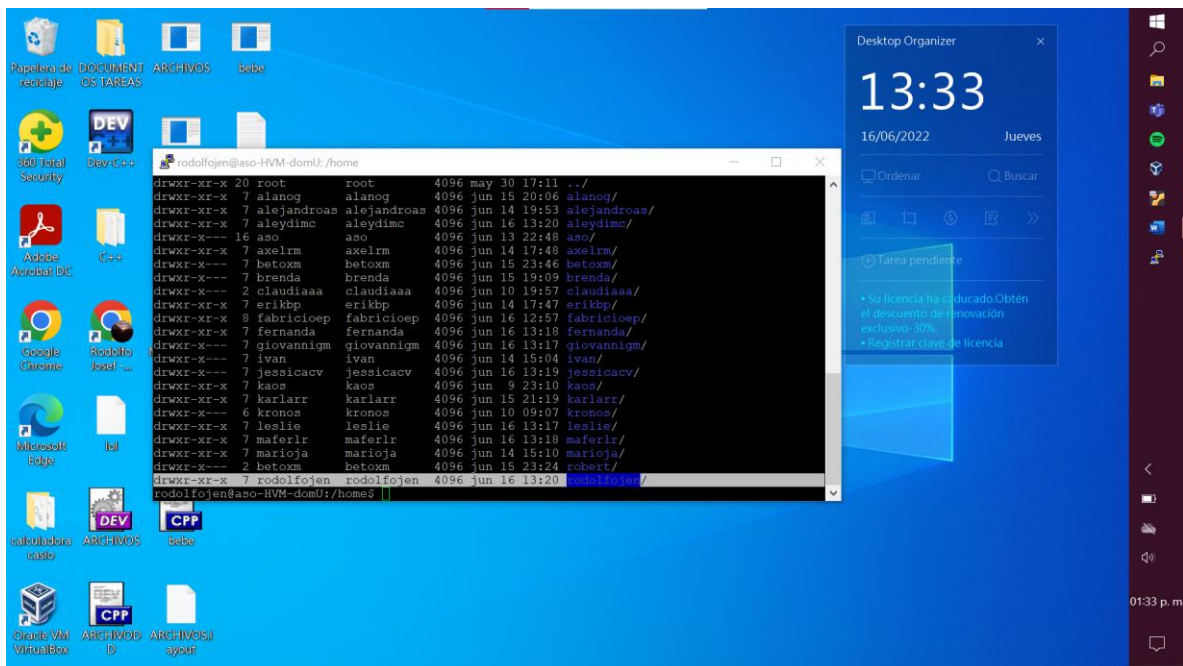 Papelera de
reciclaje
DOCUMENT
OS TAREAS
ARCHIVOS
bebe
360 Total
Security
Dev-C++
Adobe
Acrobat DC
C++
Google
Chrome
Rodolfo
Josef -...
Microsoft
Edge
lol
calculadora
casio
ARCHIVOS
bebe
Oracle VM
VirtualBox
ARCHIVOD
D
ARCHIVOS.l
ayout
DEV
DEV
CPP
CPP
rodolfojen@aso-HVM-domU: /home
drwxr-xr-x 20 root root 4096 may 30 17:11 ../
drwxr-xr-x 7 alanog alanog 4096 jun 15 20:06 alanog/
drwxr-xr-x 7 alejandroas alejandroas 4096 jun 14 19:53 alejandroas/
drwxr-xr-x 7 aleydimc aleydimc 4096 jun 16 13:20 aleydimc/
drwxr-x--- 16 aso aso 4096 jun 13 22:48 aso/
drwxr-xr-x 7 axelrm axelrm 4096 jun 14 17:48 axelrm/
drwxr-x--- 7 betoxm betoxm 4096 jun 15 23:46 betoxm/
drwxr-x--- 7 brenda brenda 4096 jun 15 19:09 brenda/
drwxr-x--- 2 claudiaaa claudiaaa 4096 jun 10 19:57 claudiaaa/
drwxr-xr-x 7 erikbp erikbp 4096 jun 14 17:47 erikbp/
drwxr-xr-x 8 fabricioep fabricioep 4096 jun 16 12:57 fabricioep/
drwxr-xr-x 7 fernanda fernanda 4096 jun 16 13:18 fernanda/
drwxr-x--- 7 giovannigm giovannigm 4096 jun 16 13:17 giovannigm/
drwxr-x--- 7 ivan ivan 4096 jun 14 15:04 ivan/
drwxr-x--- 7 jessicacv jessicacv 4096 jun 16 13:19 jessicacv/
drwxr-xr-x 7 kaos kaos 4096 jun 9 23:10 kaos/
drwxr-xr-x 7 karlarr karlarr 4096 jun 15 21:19 karlarr/
drwxr-x--- 6 kronos kronos 4096 jun 10 09:07 kronos/
drwxr-xr-x 7 leslie leslie 4096 jun 16 13:17 leslie/
drwxr-xr-x 7 maferlr maferlr 4096 jun 16 13:18 maferlr/
drwxr-xr-x 7 marioja marioja 4096 jun 14 15:10 marioja/
drwxr-x--- 2 betoxm betoxm 4096 jun 15 23:24 robert/
drwxr-xr-x 7 rodolfojen rodolfojen 4096 jun 16 13:20 rodolfojen/
rodolfojen@aso-HVM-domU:/home$
Desktop Organizer
13:33
16/06/2022 Jueves
Ordenar Buscar
Tarea pendiente
• Su licencia ha caducado.Obtén
el descuento de renovación
exclusivo-30%.
• Registrar clave de licencia
01:33 p. m